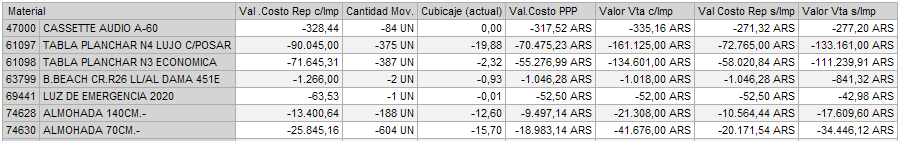 Material Val .Costo Rep c/Imp Cantidad Mov. Cubicaje (actual) Val.Costo PPP Valor Vta c/Imp Val.Costo Rep s/Imp Valor Vta s/Imp
47000 CASSETTE AUDIO A-60 -328,44 -84 UN 0,00 -317,52 ARS -335,16 ARS -271,32 ARS -277,20 ARS
61097 TABLA PLANCHAR N4 LUJO C/POSAR -90.045,00 -375 UN -19,88 -70.475,23 ARS -161.125,00 ARS -72.765,00 ARS -133.161,00 ARS
61098 TABLA PLANCHAR N3 ECONOMICA -71.645,31 -387 UN -2,32 -55.276,99 ARS -134.601,00 ARS -58.020,84 ARS -111.239,91 ARS
63799 B.BEACH CR.R26 LL/AL DAMA 451E -1.266,00 -2 UN -0,93 -1.046,28 ARS -1.018,00 ARS -1.046,28 ARS -841,32 ARS
69441 LUZ DE EMERGENCIA 2020 -63,53 -1 UN -0,01 -52,50 ARS -52,00 ARS -52,50 ARS -42,98 ARS
74628 ALMOHADA 140CM.- -13.400,64 -188 UN -12,60 -9.497,14 ARS -21.308,00 ARS -10.564,44 ARS -17.609,60 ARS
74630 ALMOHADA 70CM.- -25.845,16 -604 UN -15,70 -18.983,14 ARS -41.676,00 ARS -20.171,54 ARS -34.446,12 ARS